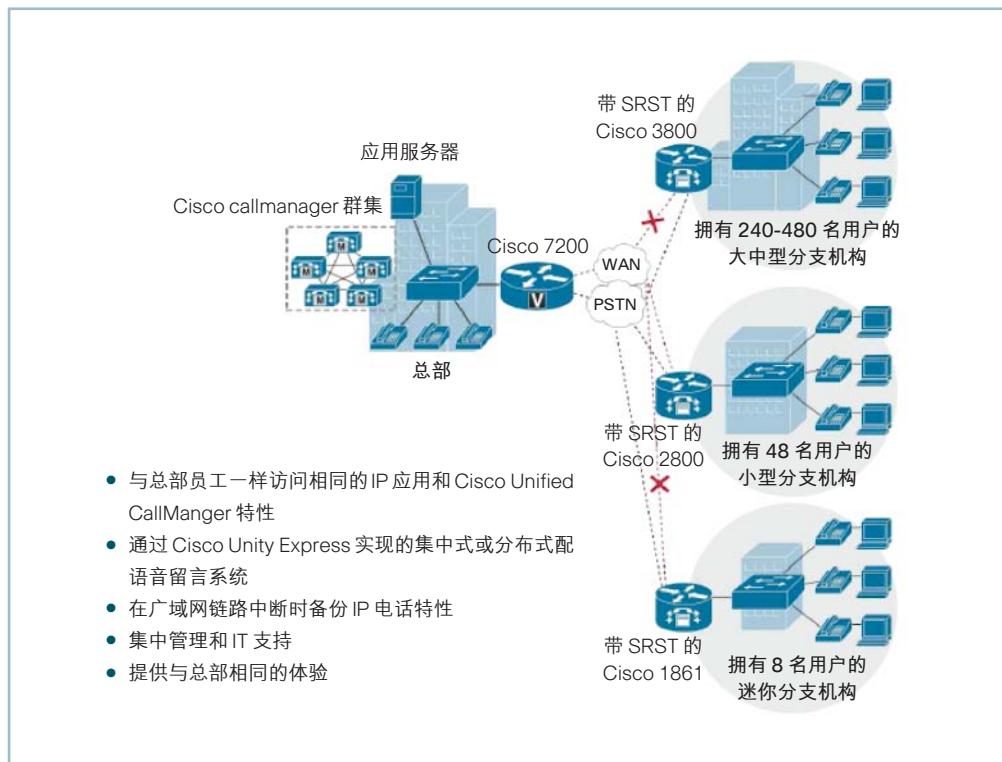 带 SRST 的
Cisco 3800
应用服务器
Cisco callmanager 群集
M
M
M
M
M
Cisco 7200
V
WAN
PSTN
总部
拥有 240-480 名用户的
大中型分支机构
带 SRST 的
Cisco 2800
拥有 48 名用户的
小型分支机构
带 SRST 的
Cisco 1861
拥有 8 名用户的
迷你分支机构
● 与总部员工一样访问相同的 IP 应用和 Cisco Unified
CallManger 特性
● 通过 Cisco Unity Express 实现的集中式或分布式配
语音留言系统
● 在广域网链路中断时备份 IP 电话特性
● 集中管理和 IT 支持
● 提供与总部相同的体验